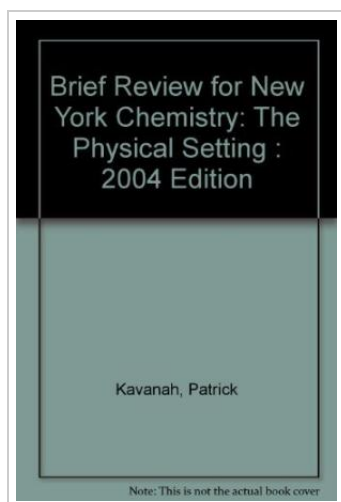 Brief Review for New
York Chemistry: The
Physical Setting :
2004 Edition
Kavanah, Patrick
Note: This is not the actual book cover